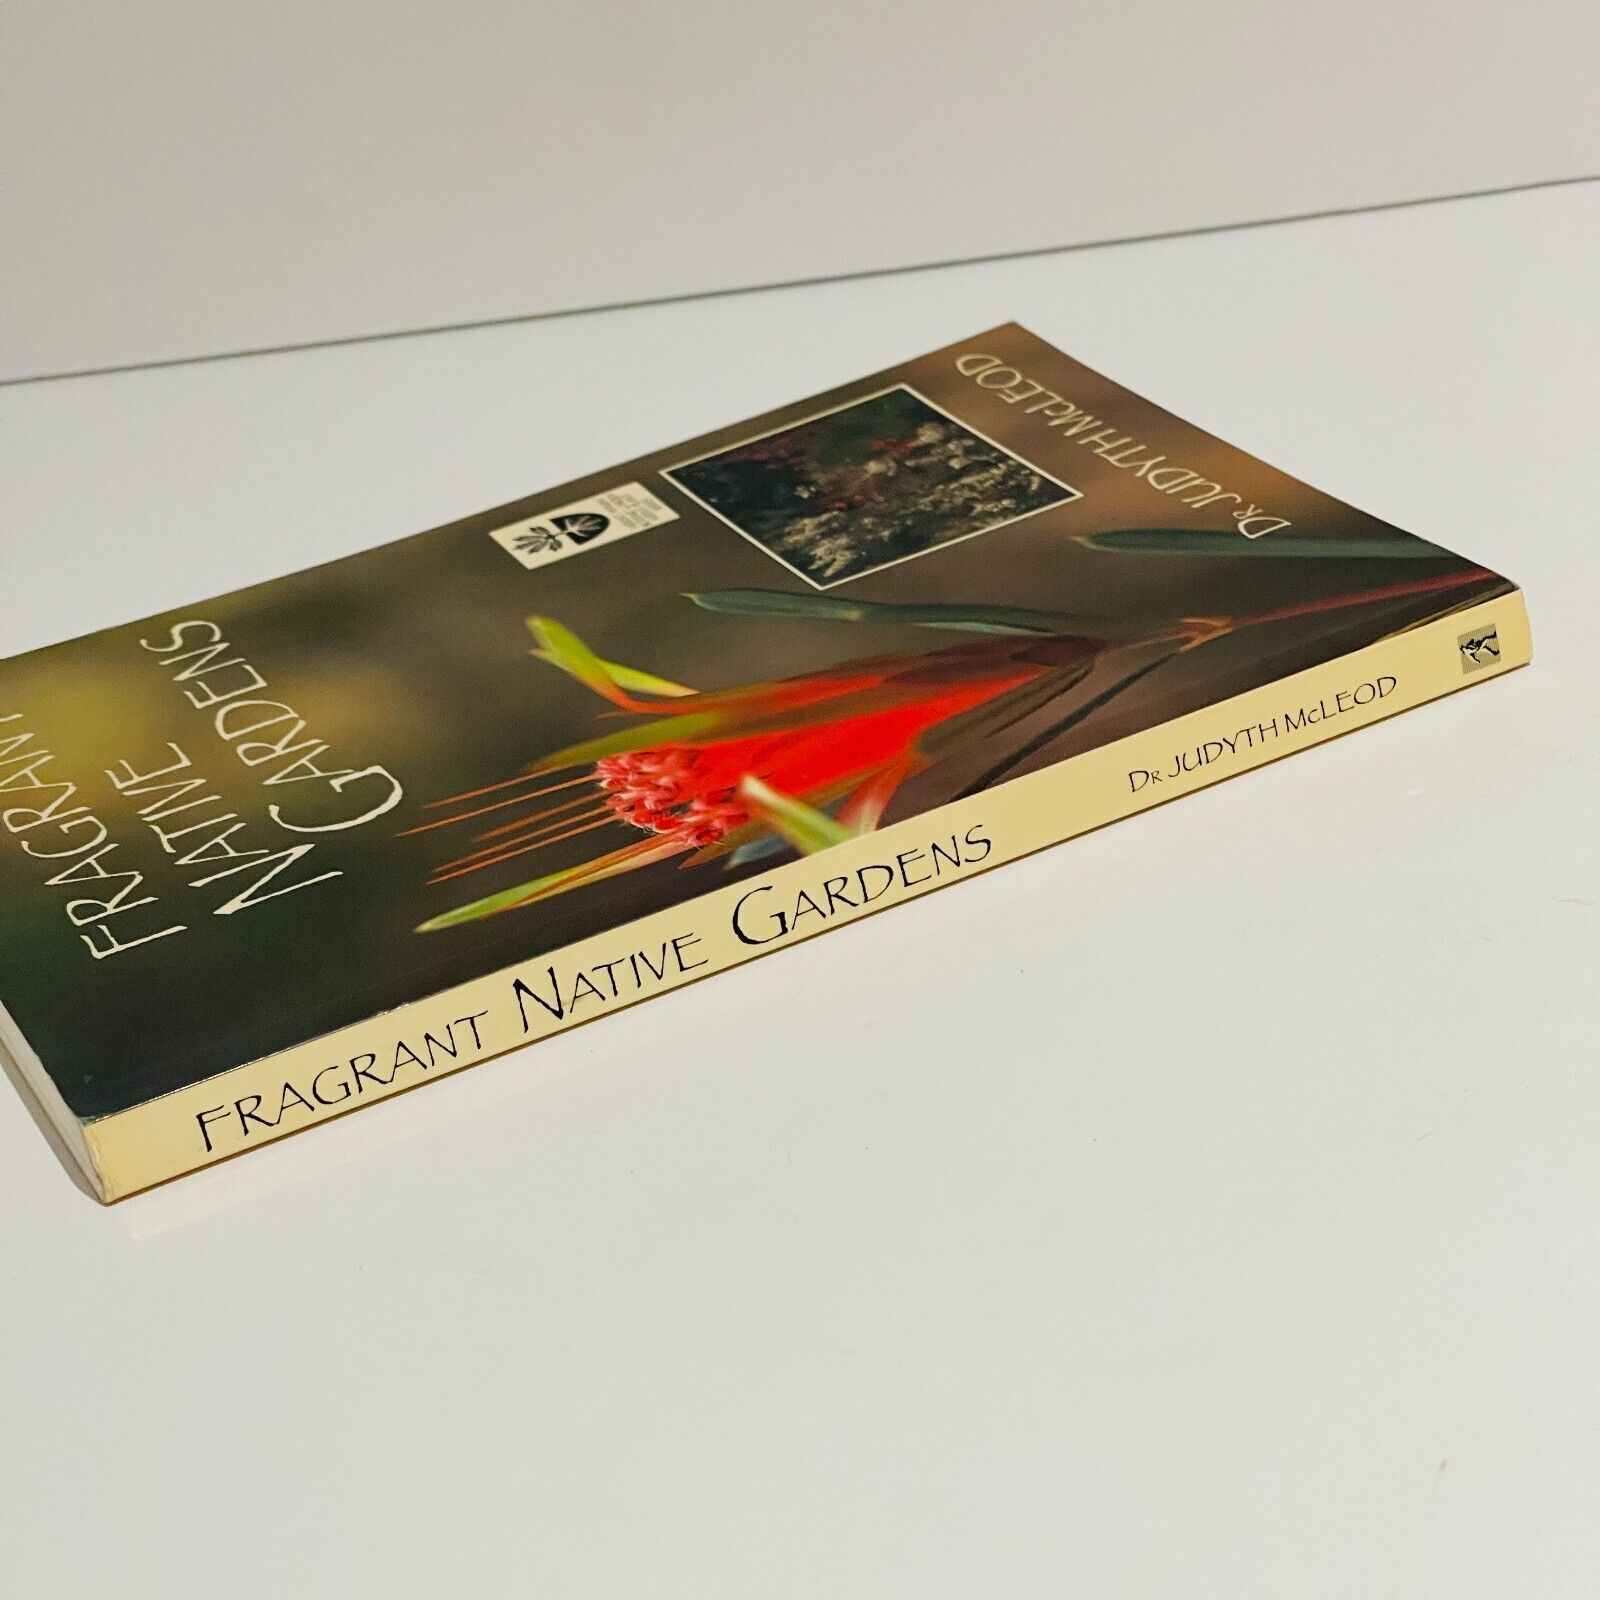 FRAGRANT
NATIVE
GARDENS
DR JUDYTH McLEOD
FRAGRANT NATIVE GARDENS
DR JUDYTH McLEOD